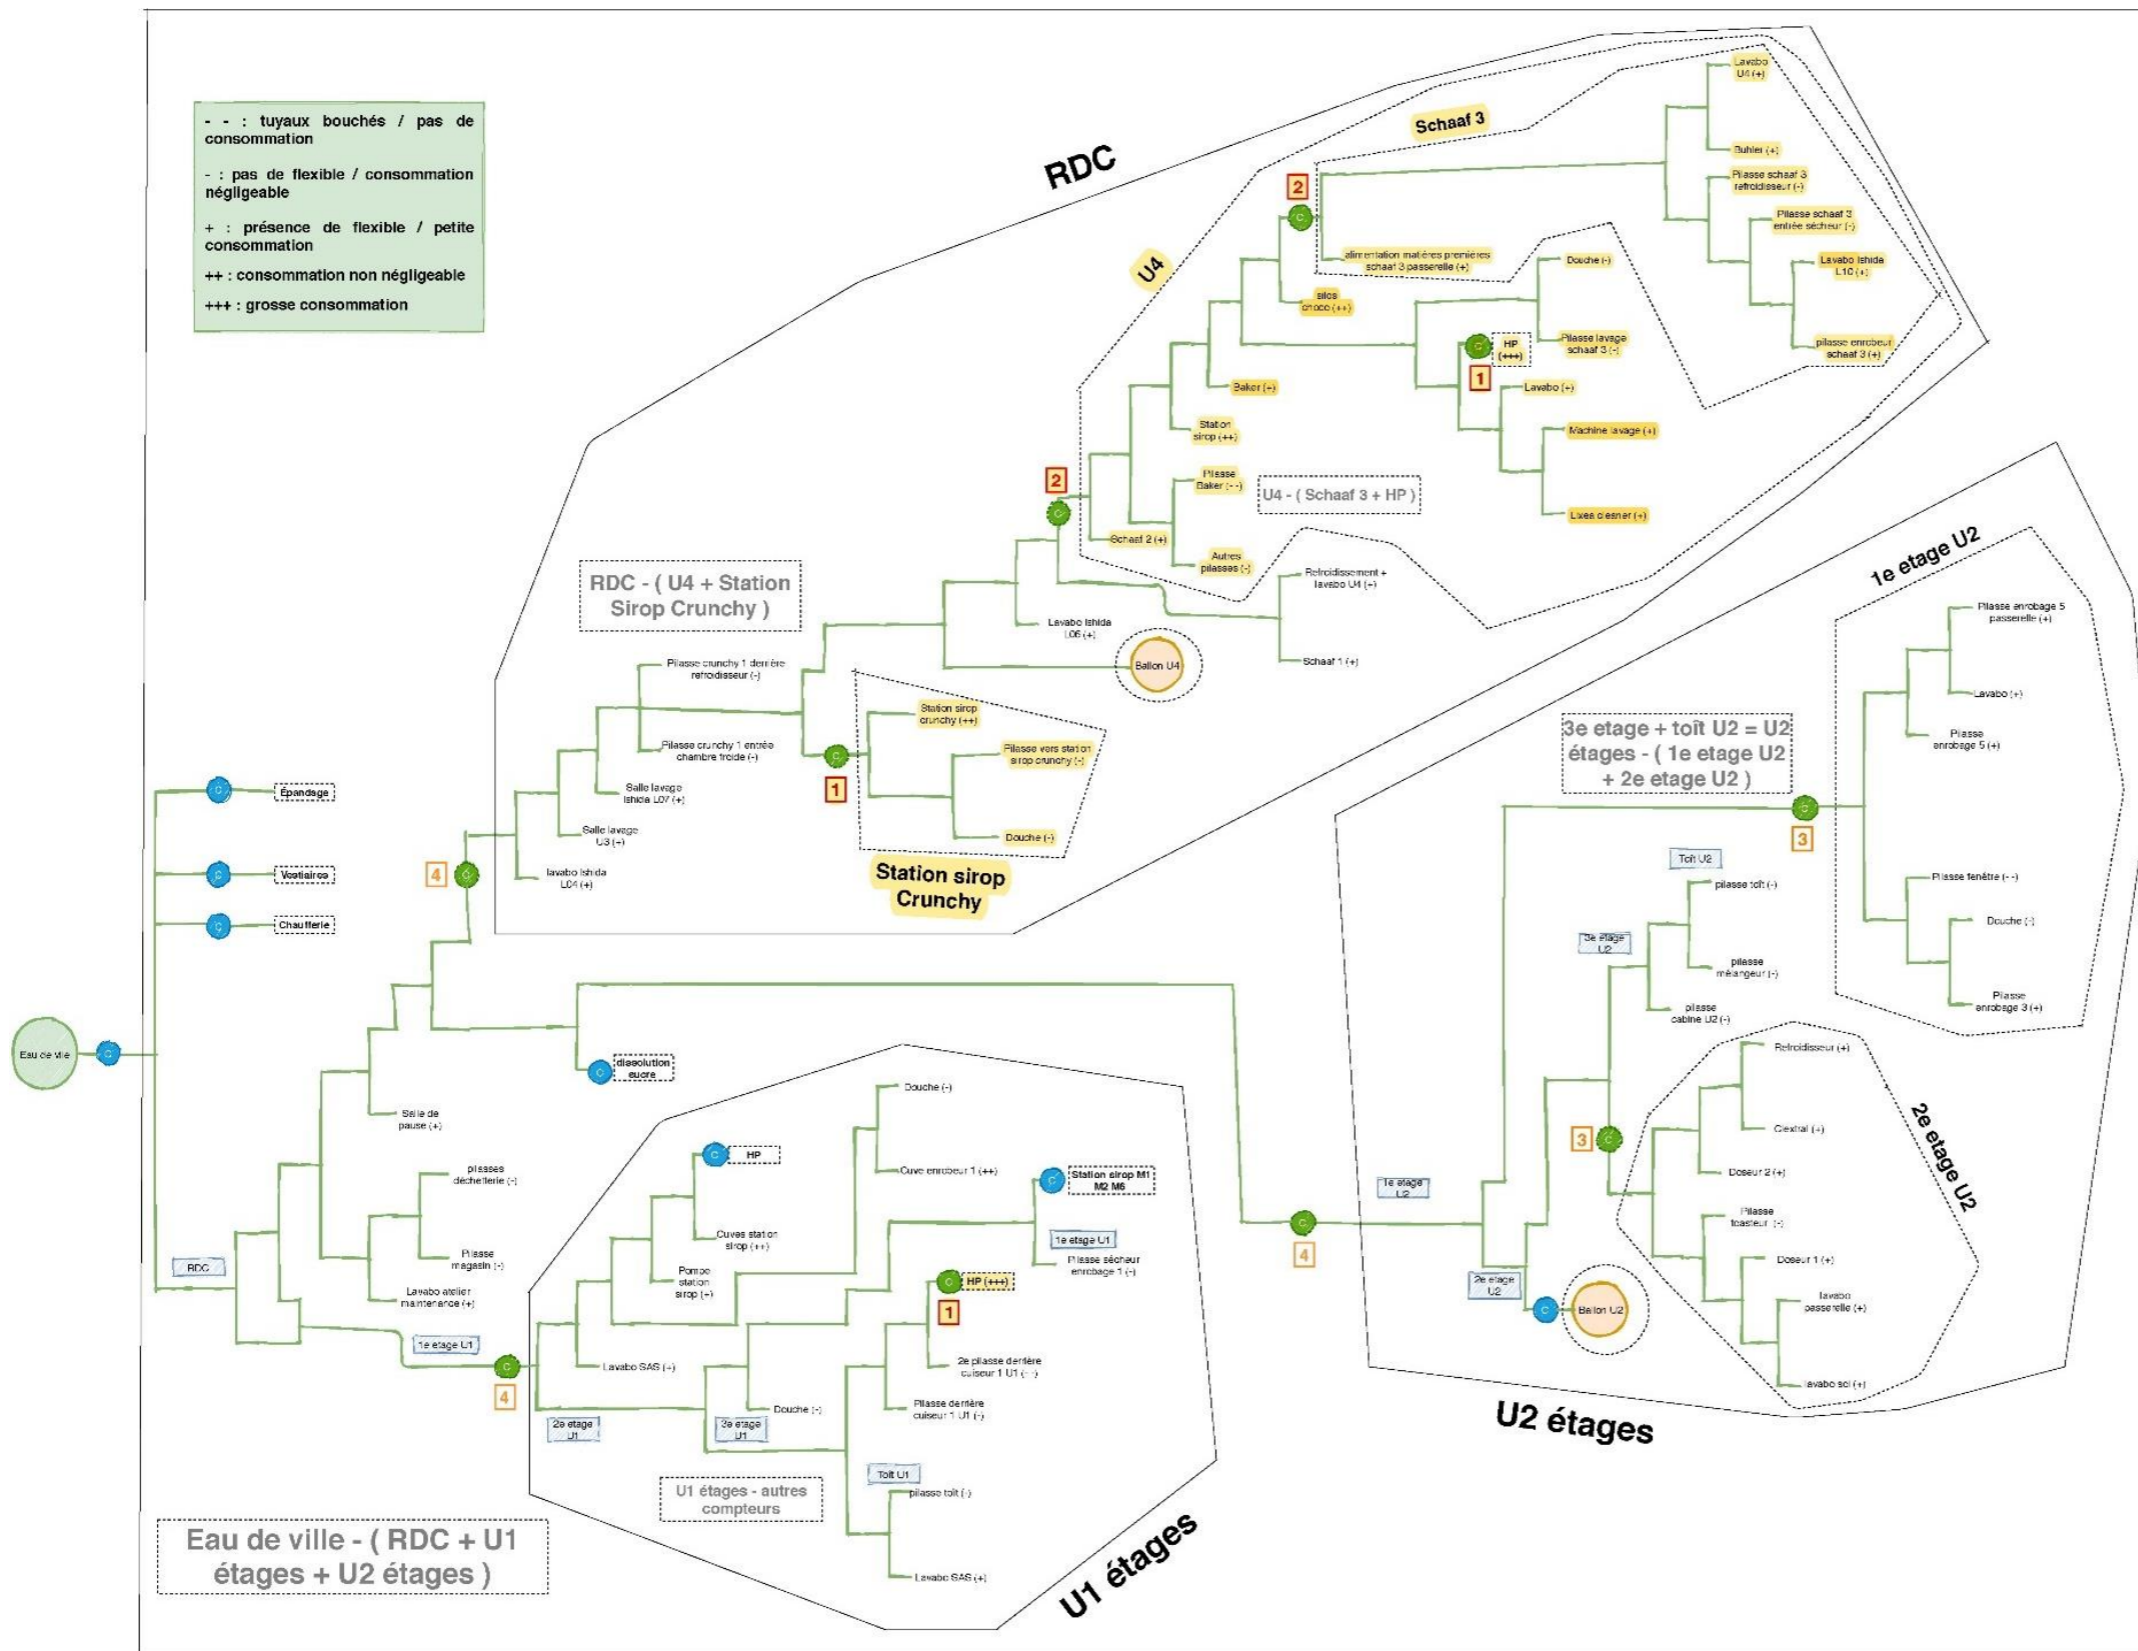 - - : tuyaux bouchés / pas de
consommation
- : pas de flexible / consommation
négligeable
+ : présence de flexible / petite
consommation
++ : consommation non négligeable
+++ : grosse consommation
RDC
Schaaf 3
U4
Lavabo
U4 (+)
Buhler (+)
Pilasse schaaf 3
refroidisseur (-)
Pilasse schaaf 3
entrée sécheur (-)
Lavabo Ishida
L10 (+)
pilasse enrobeur
schaaf 3 (+)
2
C
alimentation matières premières
schaaf 3 passerelle (+)
silos
choco (++)
Douche (-)
Pilasse lavage
schaaf 3 (-)
C
HP
(+++)
1
Baker (+)
Lavabo (+)
Station
sirop (++)
Machine lavage (+)
2
C
Pilasse
Baker (- -)
U4 - ( Schaaf 3 + HP )
cleaner (+)
Schaaf 2 (+)
Autres
pilasses (-)
RDC - ( U4 + Station
Sirop Crunchy )
Refroidissement +
lavabo U4 (+)
Lavabo Ishida
L06 (+)
Ballon U4
Schaaf 1 (+)
Pilasse crunchy 1 derrière
refroidisseur (-)
Pilasse crunchy 1 entrée
chambre froide (-)
Salle lavage
Ishida L07 (+)
Salle lavage
U3 (+)
lavabo Ishida
L04 (+)
4
C
C
1
Station sirop
crunchy (++)
Pilasse vers station
sirop crunchy (-)
Douche (-)
Station sirop
Crunchy
1e etage U2
Pilasse enrobage 5
passerelle (+)
Lavabo (+)
Pilasse
enrobage 5 (+)
3e etage + toît U2 = U2
étages - ( 1e etage U2
+ 2e etage U2 )
C
3
Pilasse fenêtre (- -)
Douche (-)
Pilasse
enrobage 3 (+)
Toît U2
pilasse toît (-)
3e etage
U2
pilasse
mélangeur (-)
pilasse
cabine U2 (-)
C
Épandage
C
Vestiaires
C
Chaufferie
Eau de ville
C
C
dissolution
sucre
Salle de
pause (+)
pilasses
déchetterie (-)
Pilasse
magasin (-)
Lavabo atelier
maintenance (+)
RDC
1e etage U1
C
4
Douche (-)
C
HP
Cuve enrobeur 1 (++)
C
Station sirop M1
M2 M6
Cuves station
sirop (++)
1e etage U1
Pilasse sécheur
enrobage 1 (-)
Pompe
station
sirop (+)
C
HP (+++)
1
Lavabo SAS (+)
2e pilasse derrière
cuiseur 1 U1 (- -)
Douche (-)
Pilasse derrière
cuiseur 1 U1 (-)
2e etage
U1
3e etage
U1
Toît U1
pilasse toît (-)
U1 étages - autres
compteurs
Lavabo SAS (+)
U1 étages
C
4
1e etage
U2
3
C
Refroidisseur (+)
Clextral (+)
Doseur 2 (+)
Pilasse
toasteur (-)
Doseur 1 (+)
lavabo
passerelle (+)
lavabo sol (+)
2e etage U2
2e etage
U2
C
Ballon U2
U2 étages
Eau de ville - ( RDC + U1
étages + U2 étages )